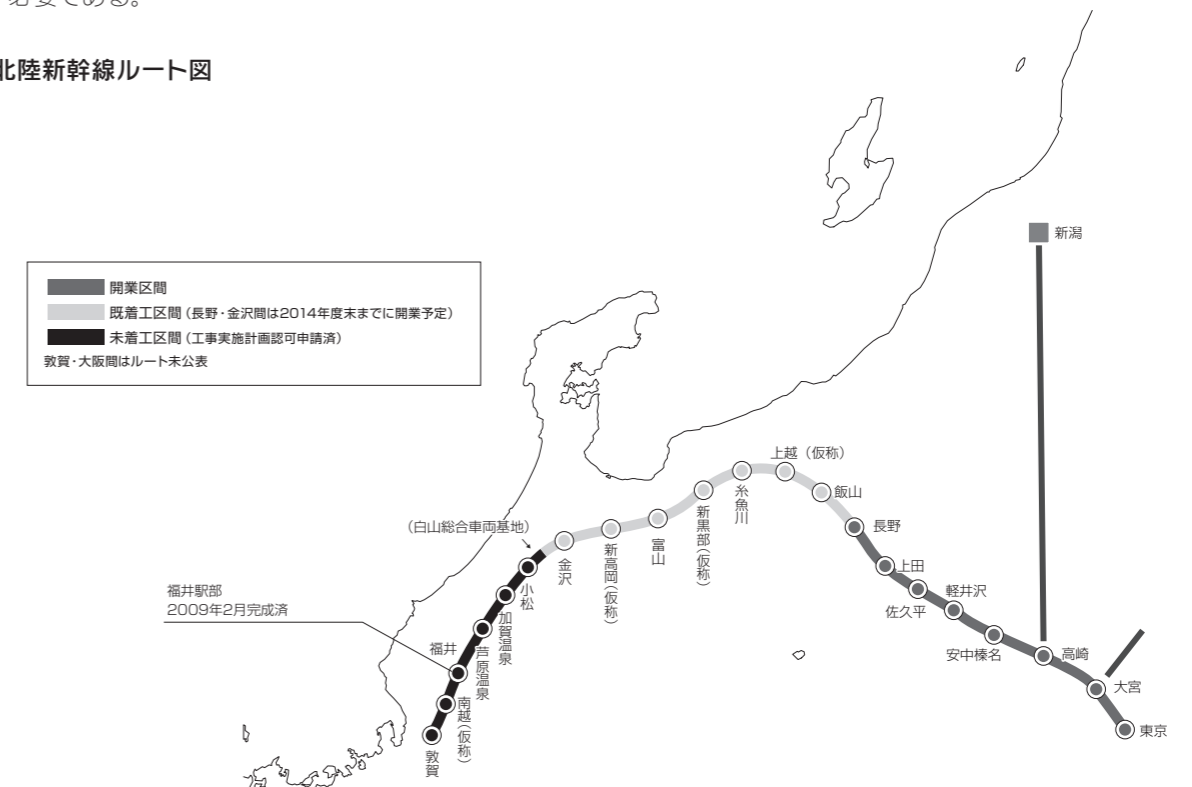 必要である。
北陸新幹線ルート図
開業区間
既着工区間(長野・金沢間は2014年度末までに開業予定)
未着工区間(工事実施計画認可申請済)
敦賀・大阪間はルート未公表
新潟
上越(仮称)
飯山
糸魚川
新黒部(仮称)
長野
(白山総合車両基地)
富山
新高岡(仮称)
金沢
上田
小松
軽井沢
佐久平
福井駅部
2009年2月完成済
加賀温泉
芦原温泉
福井
安中榛名
高崎
大宮
南越(仮称)
東京
敦賀